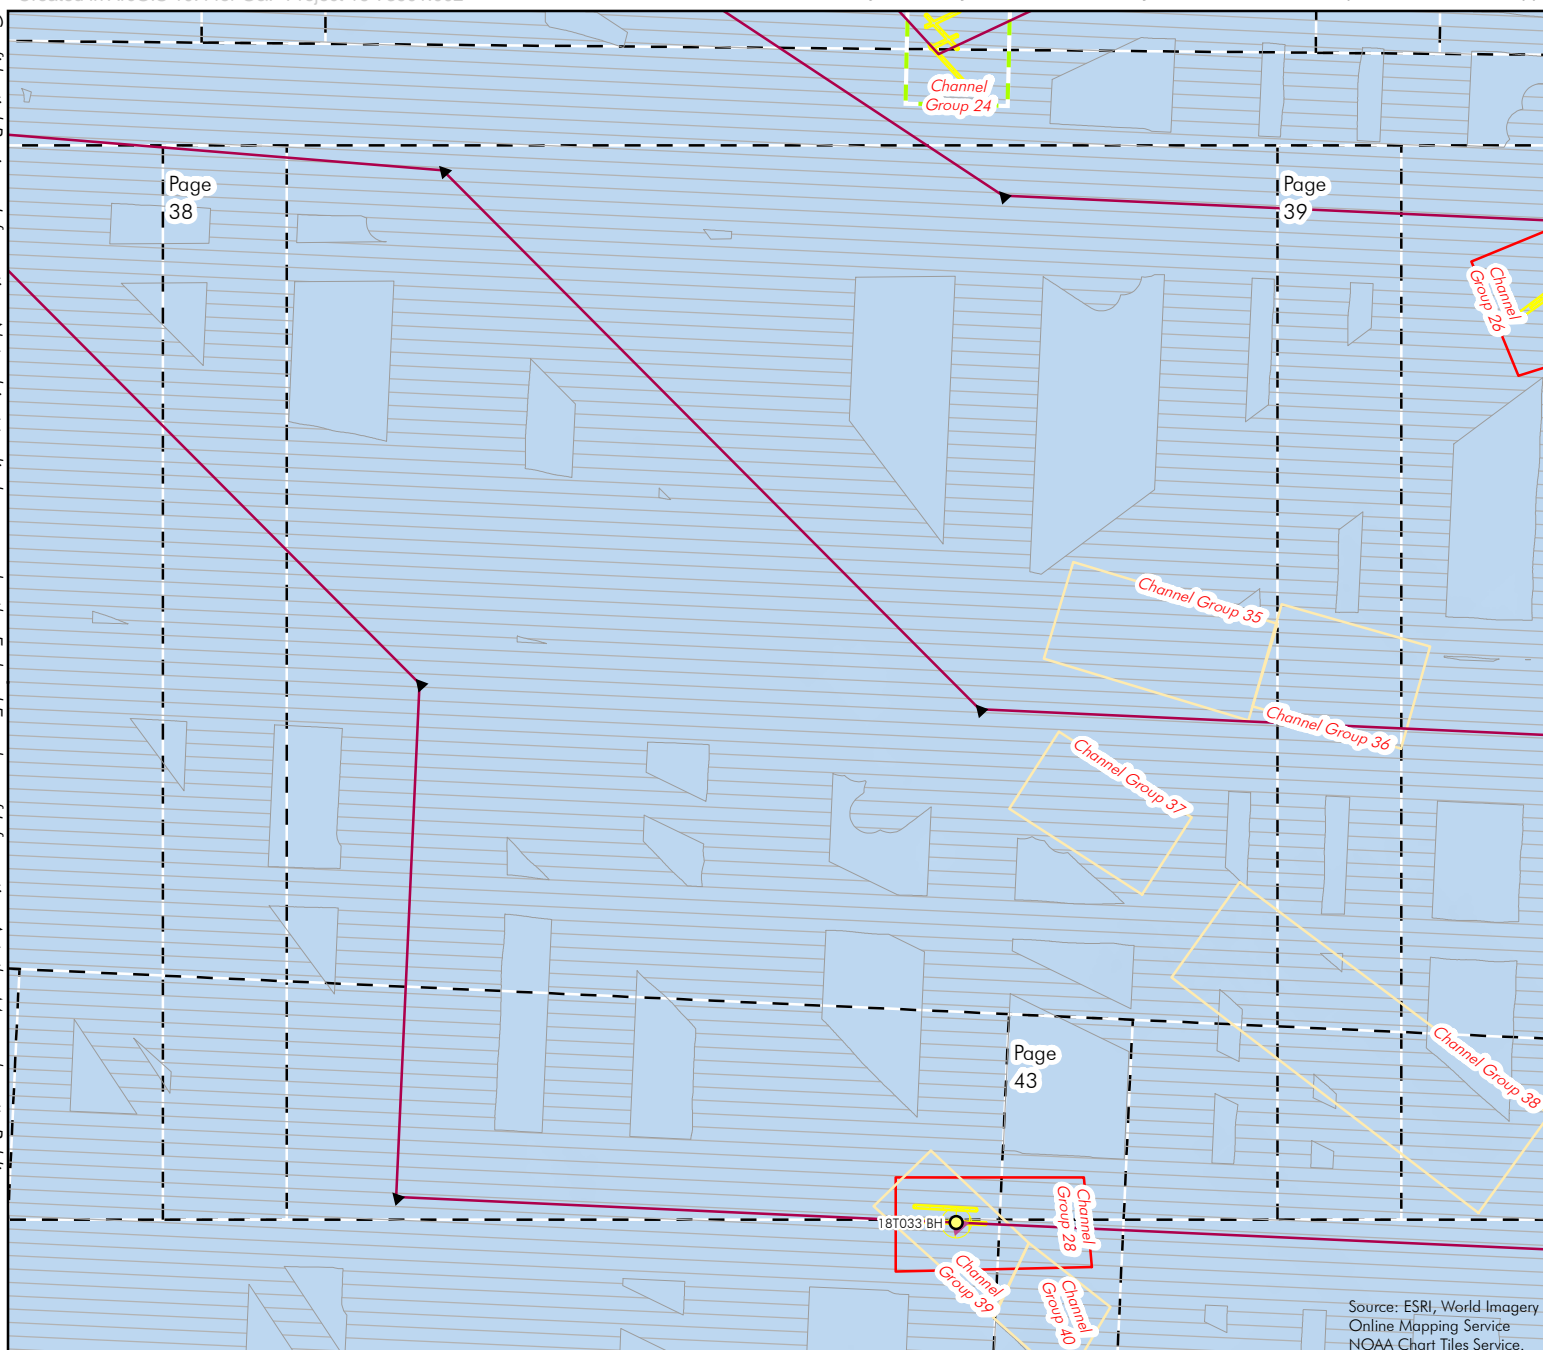 Channel
Group 24
Page
38
Page
39
Channel
Group 26
Channel Group 35
Channel Group 36
Channel Group 37
Channel Group 38
Page
43
18T033 BH
Channel
Group 28
Channel
Group 39
Channel
Group 40
Source: ESRI, World Imagery
Online Mapping Service
NOAA Chart Tiles Service.